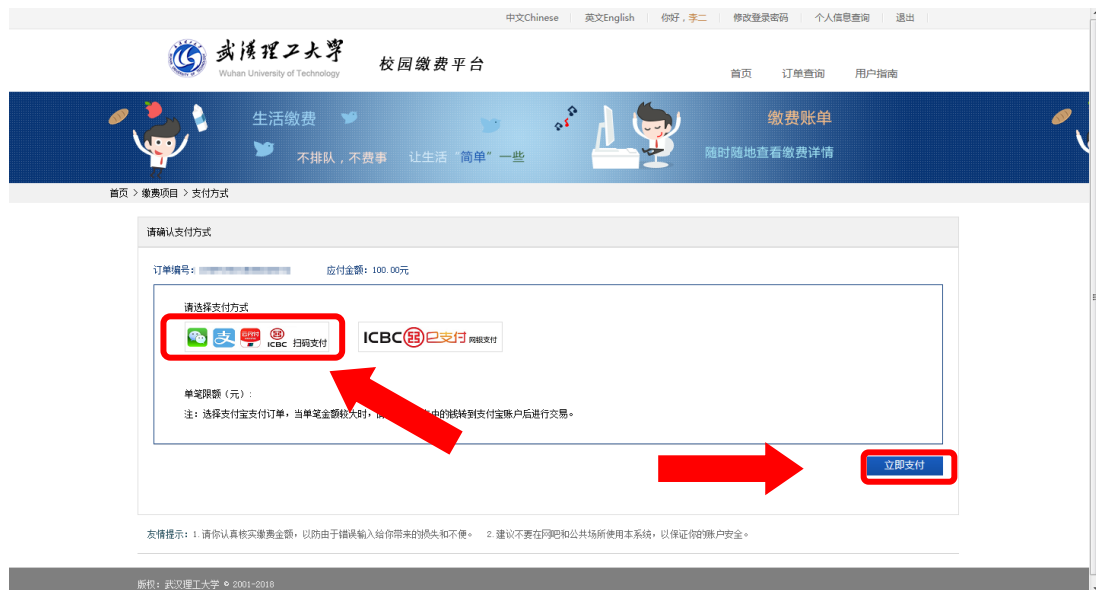 中文Chinese 英文English 你好，李二 修改登录密码 个人信息查询 退出
武汉理工大学
Wuhan University of Technology
校园缴费平台
首页 订单查询 用户指南
生活缴费
不排队，不费事 让生活“简单”一些
缴费账单
随时随地查看缴费详情
首页 > 缴费项目 > 支付方式
请确认支付方式
订单编号： 应付金额：100.00元
请选择支付方式
支 ICBC 扫码支付 ICBC e支付 网银支付
单笔限额（元）：
注：选择支付宝支付订单，当单笔金额较大时， 中的钱转到支付宝账户后进行交易。
立即支付
友情提示：1.请你认真核实缴费金额，以防由于错误输入给你带来的损失和不便。 2.建议不要在网吧和公共场所使用本系统，以保证你的账户安全。
版权：武汉理工大学 © 2001-2018